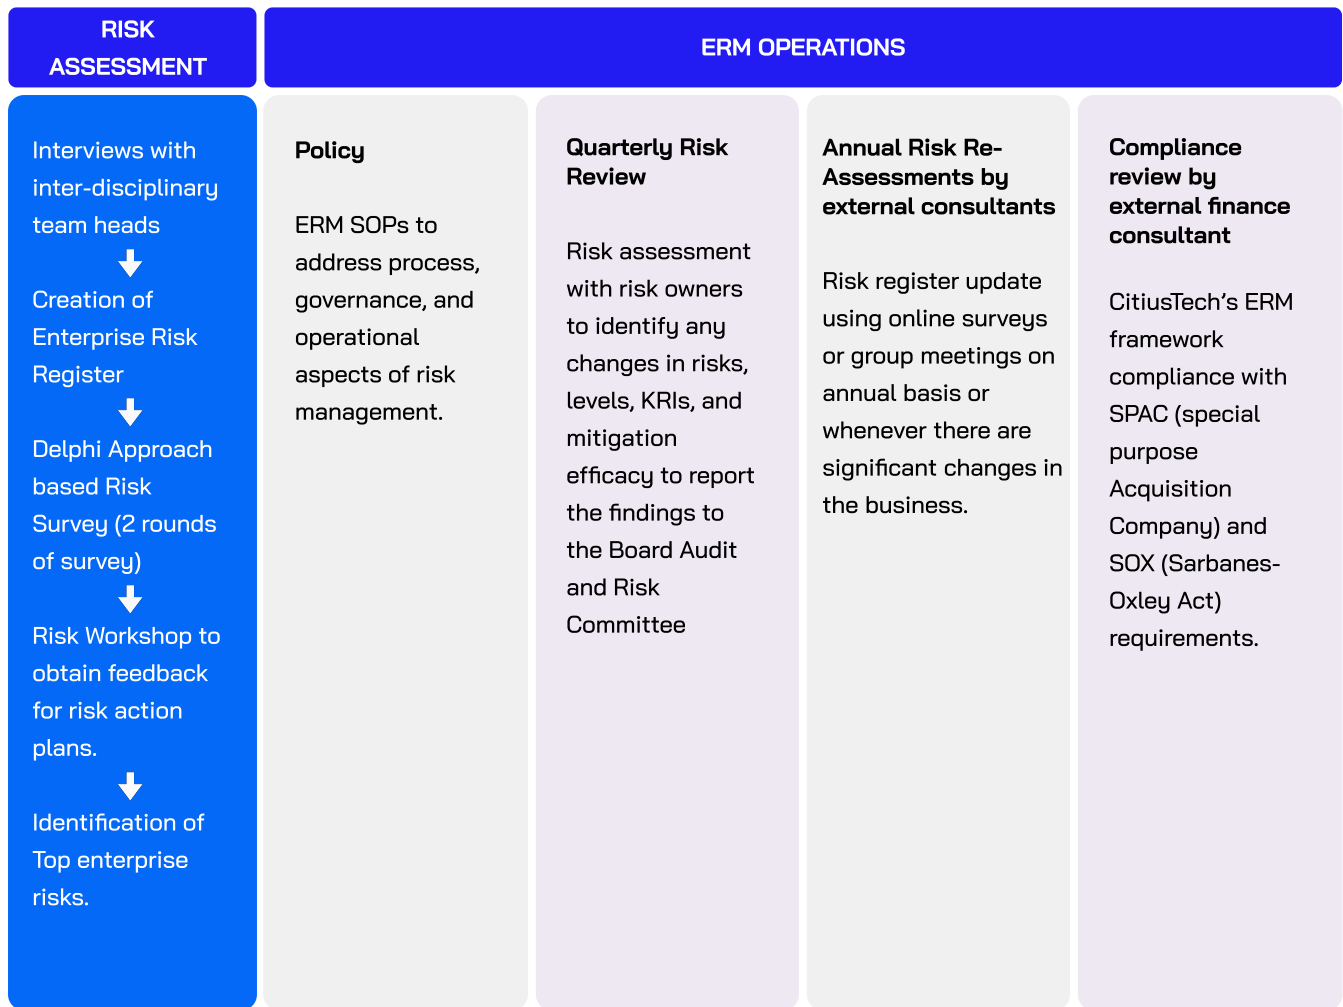 RISK
ASSESSMENT
ERM OPERATIONS
Interviews with
inter-disciplinary
team heads
Creation of
Enterprise Risk
Register
Delphi Approach
based Risk
Survey (2 rounds
of survey)
Risk Workshop to
obtain feedback
for risk action
plans.
Identification of
Top enterprise
risks.
Policy
ERM SOPs to
address process,
governance, and
operational
aspects of risk
management.
Quarterly Risk
Review
Risk assessment
with risk owners
to identify any
changes in risks,
levels, KRIs, and
mitigation
efficacy to report
the findings to
the Board Audit
and Risk
Committee
Annual Risk Re-
Assessments by
external consultants
Risk register update
using online surveys
or group meetings on
annual basis or
whenever there are
significant changes in
the business.
Compliance
review by
external finance
consultant
CitiusTech’s ERM
framework
compliance with
SPAC (special
purpose
Acquisition
Company) and
SOX (Sarbanes-
Oxley Act)
requirements.